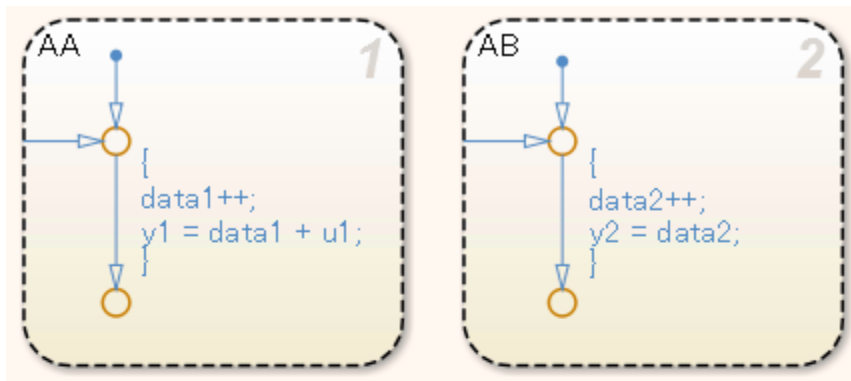 AA
1
{
data1++;
y1 = data1 + u1;
}
AB
2
{
data2++;
y2 = data2;
}